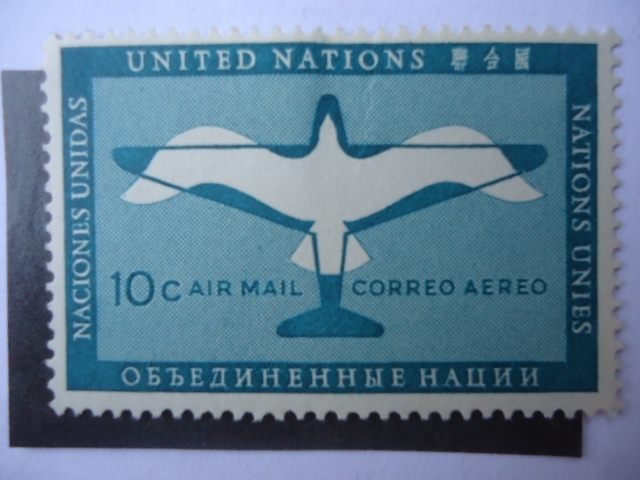 UNITED NATIONS 聯合國
NACIONES UNIDAS
NATIONS UNIES
10c AIR MAIL CORREO AEREO
ОБЪЕДИНЕННЫЕ НАЦИИ